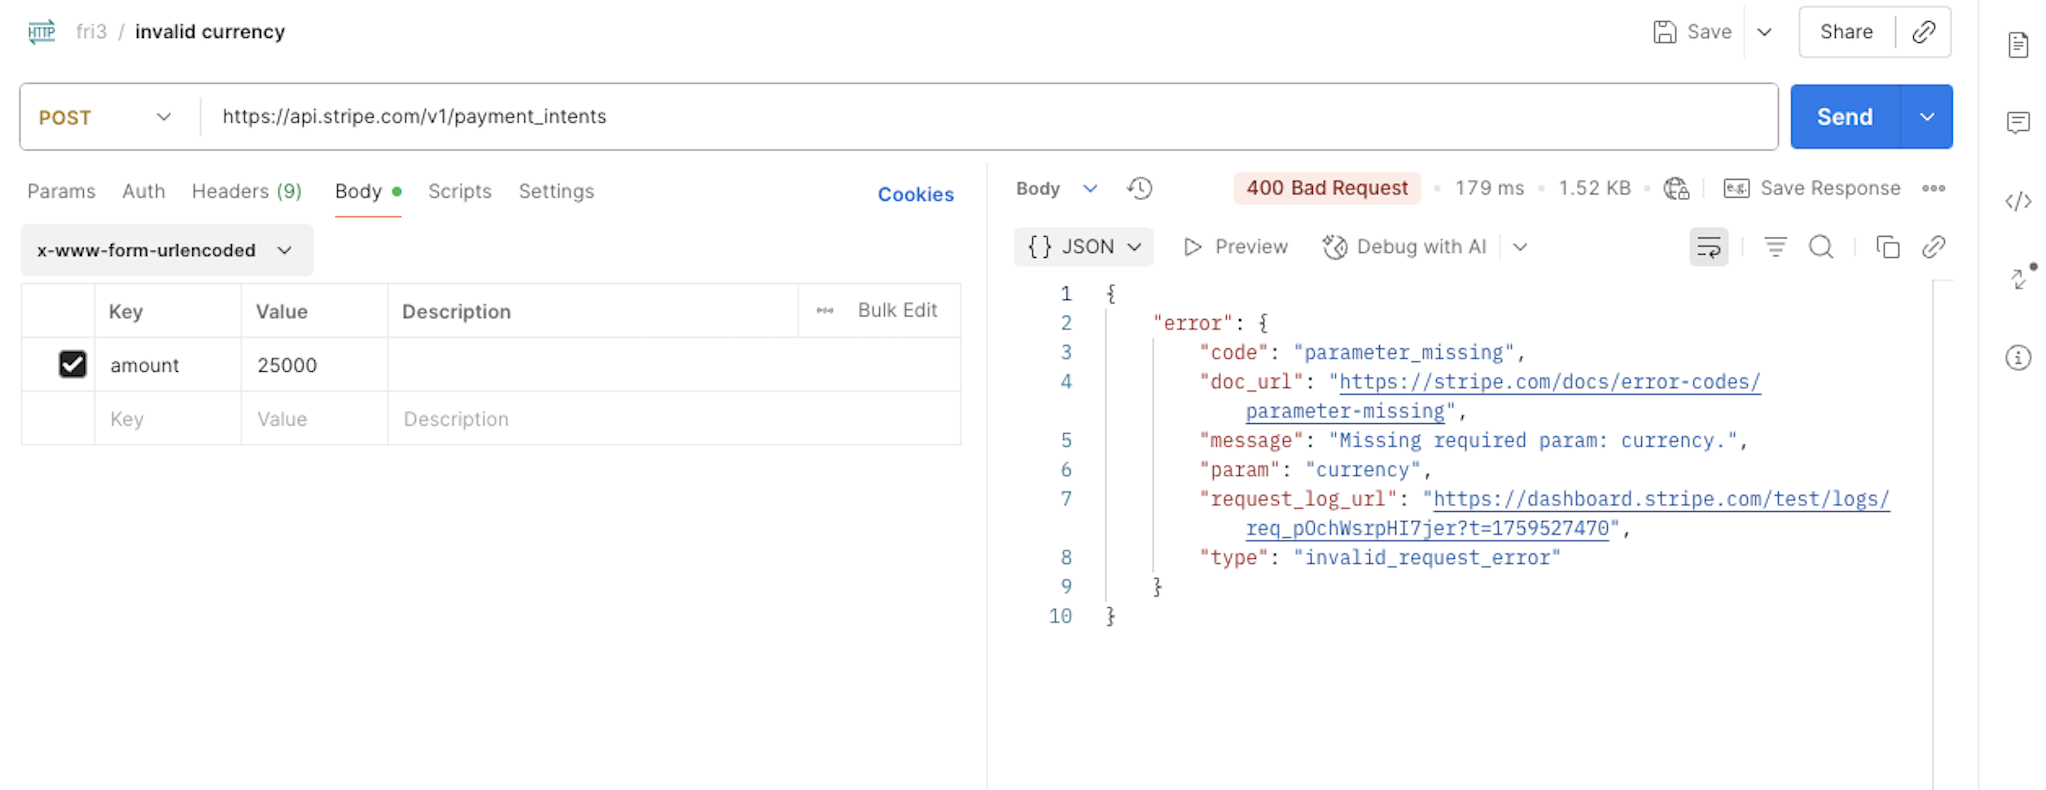 HTTP fri3 / invalid currency Save Share
POST https://api.stripe.com/v1/payment_intents Send
Params Auth Headers (9) Body Scripts Settings Cookies
x-www-form-urlencoded
Key Value Description Bulk Edit
amount 25000
Key Value Description
Body 400 Bad Request 179 ms 1.52 KB e.g. Save Response
{} JSON Preview Debug with AI
1 {
2 "error": {
3 "code": "parameter_missing",
4 "doc_url": "https://stripe.com/docs/error-codes/
parameter-missing",
5 "message": "Missing required param: currency.",
6 "param": "currency",
7 "request_log_url": "https://dashboard.stripe.com/test/logs/
req_pOchWsrpHI7jer?t=1759527470",
8 "type": "invalid_request_error"
9 }
10 }